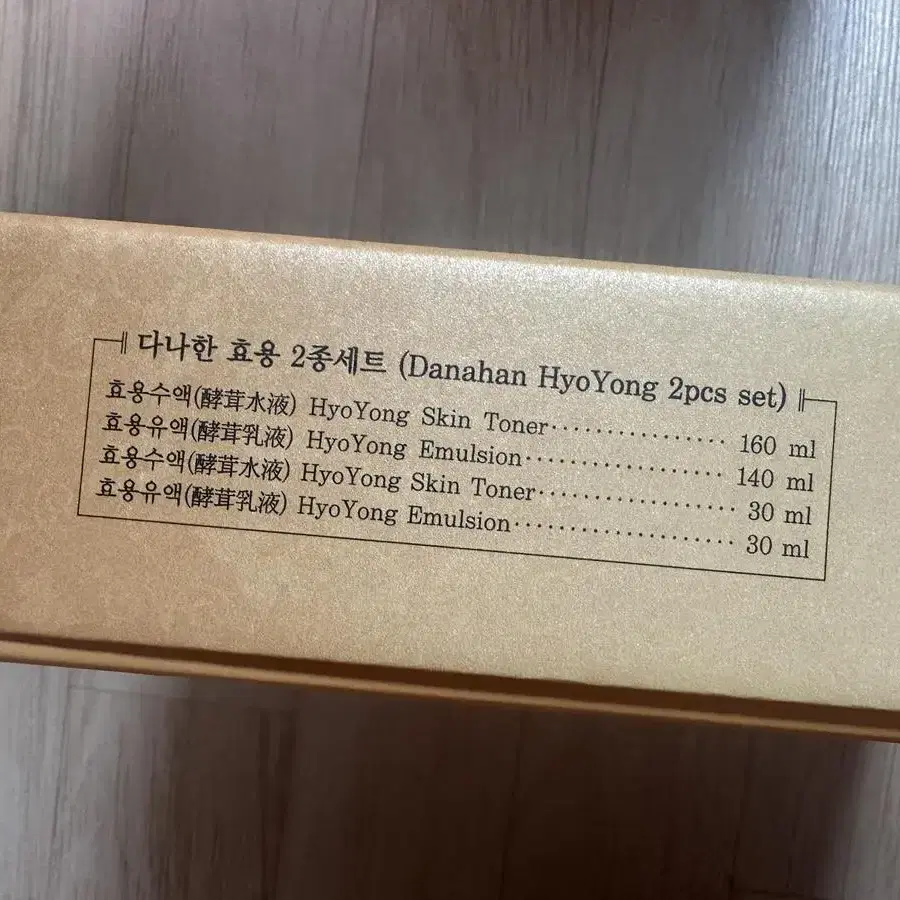 다나한 효용 2종세트 (Danahan HyoYong 2pcs set)
효용수액(酵茸水液) HyoYong Skin Toner·················· 160 ml
효용유액(酵茸乳液) HyoYong Emulsion····················· 140 ml
효용수액(酵茸水液) HyoYong Skin Toner····················· 30 ml
효용유액(酵茸乳液) HyoYong Emulsion······················· 30 ml